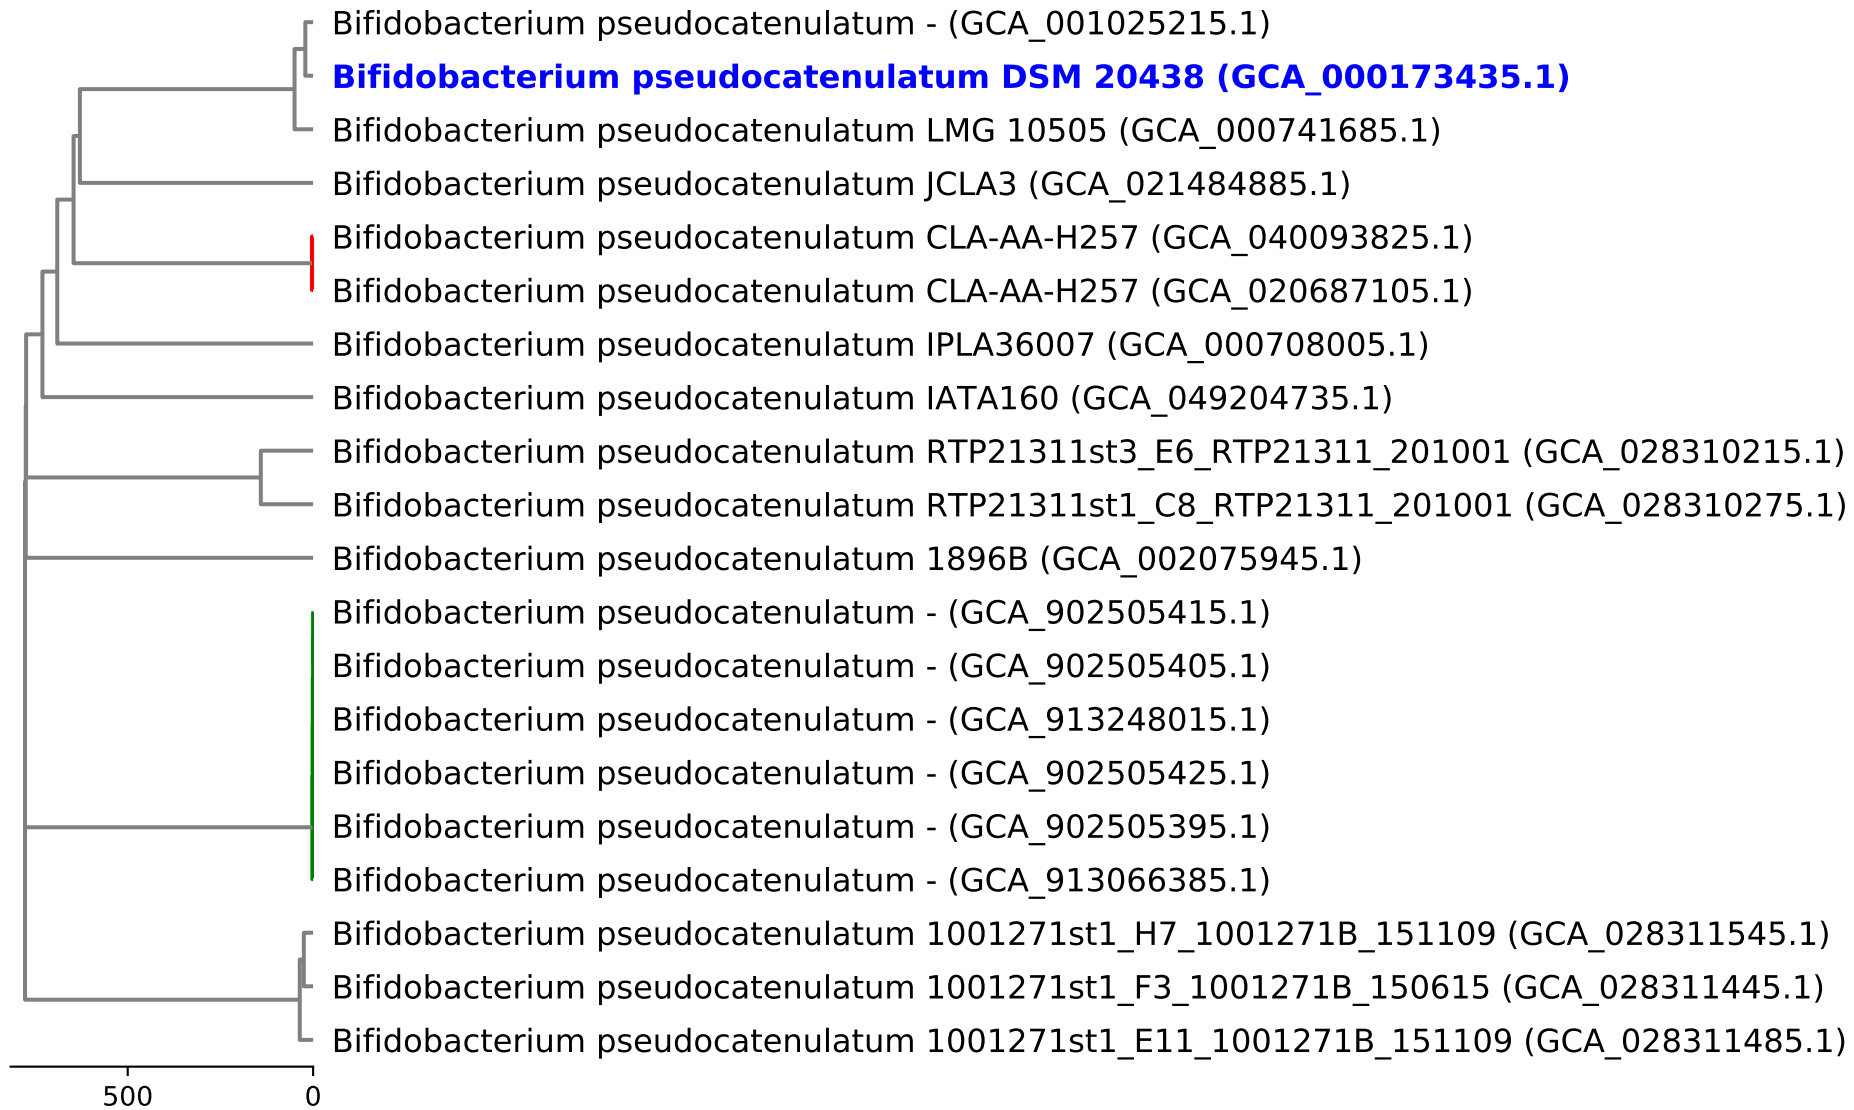 Bifidobacterium pseudocatenulatum - (GCA_001025215.1)
Bifidobacterium pseudocatenulatum DSM 20438 (GCA_000173435.1)
Bifidobacterium pseudocatenulatum LMG 10505 (GCA_000741685.1)
Bifidobacterium pseudocatenulatum JCLA3 (GCA_021484885.1)
Bifidobacterium pseudocatenulatum CLA-AA-H257 (GCA_040093825.1)
Bifidobacterium pseudocatenulatum CLA-AA-H257 (GCA_020687105.1)
Bifidobacterium pseudocatenulatum IPLA36007 (GCA_000708005.1)
Bifidobacterium pseudocatenulatum IATA160 (GCA_049204735.1)
Bifidobacterium pseudocatenulatum RTP21311st3_E6_RTP21311_201001 (GCA_028310215.1)
Bifidobacterium pseudocatenulatum RTP21311st1_C8_RTP21311_201001 (GCA_028310275.1)
Bifidobacterium pseudocatenulatum 1896B (GCA_002075945.1)
Bifidobacterium pseudocatenulatum - (GCA_902505415.1)
Bifidobacterium pseudocatenulatum - (GCA_902505405.1)
Bifidobacterium pseudocatenulatum - (GCA_913248015.1)
Bifidobacterium pseudocatenulatum - (GCA_902505425.1)
Bifidobacterium pseudocatenulatum - (GCA_902505395.1)
Bifidobacterium pseudocatenulatum - (GCA_913066385.1)
Bifidobacterium pseudocatenulatum 1001271st1_H7_1001271B_151109 (GCA_028311545.1)
Bifidobacterium pseudocatenulatum 1001271st1_F3_1001271B_150615 (GCA_028311445.1)
Bifidobacterium pseudocatenulatum 1001271st1_E11_1001271B_151109 (GCA_028311485.1)
500 0